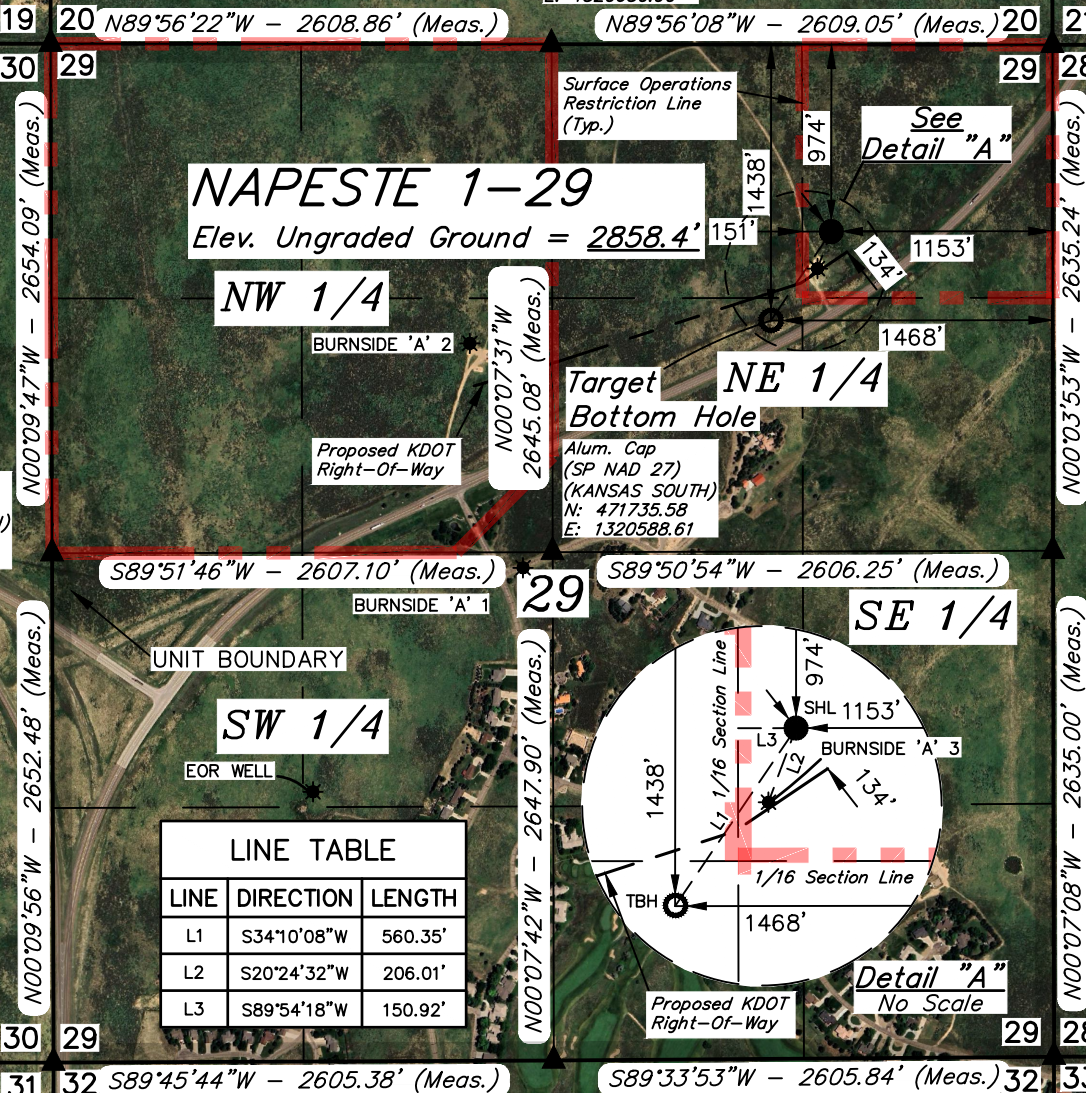 19
20
N89°56'22"W - 2608.86' (Meas.)
N89°56'08"W - 2609.05' (Meas.)
20
30
29
29
28
N00°09'47"W - 2654.09' (Meas.)
Surface Operations
Restriction Line
(Typ.)
974'
1438'
See
Detail "A"
N00°03'53"W - 2635.24' (Meas.)
NAPESTE 1-29
Elev. Ungraded Ground = 2858.4'
151'
134'
1153'
NW 1/4
BURNSIDE 'A' 2
N00°07'31"W
2645.08' (Meas.)
1468'
Target
Bottom Hole
NE 1/4
Proposed KDOT
Right-Of-Way
Alum. Cap
(SP NAD 27)
(KANSAS SOUTH)
N: 471735.58
E: 1320588.61
S89°51'46"W - 2607.10' (Meas.)
S89°50'54"W - 2606.25' (Meas.)
BURNSIDE 'A' 1
29
SE 1/4
UNIT BOUNDARY
N00°09'56"W - 2652.48' (Meas.)
SW 1/4
EOR WELL
N00°07'42"W - 2647.90' (Meas.)
N00°07'08"W - 2635.00' (Meas.)
1/16 Section Line
974'
SHL
1153'
L3
L2
BURNSIDE 'A' 3
1438'
134'
L1
1/16 Section Line
TBH
1468'
Detail "A"
No Scale
Proposed KDOT
Right-Of-Way
LINE TABLE
LINE DIRECTION LENGTH
L1 S34°10'08"W 560.35'
L2 S20°24'32"W 206.01'
L3 S89°54'18"W 150.92'
30
29
29
28
31
32
S89°45'44"W - 2605.38' (Meas.)
S89°33'53"W - 2605.84' (Meas.)
32
33